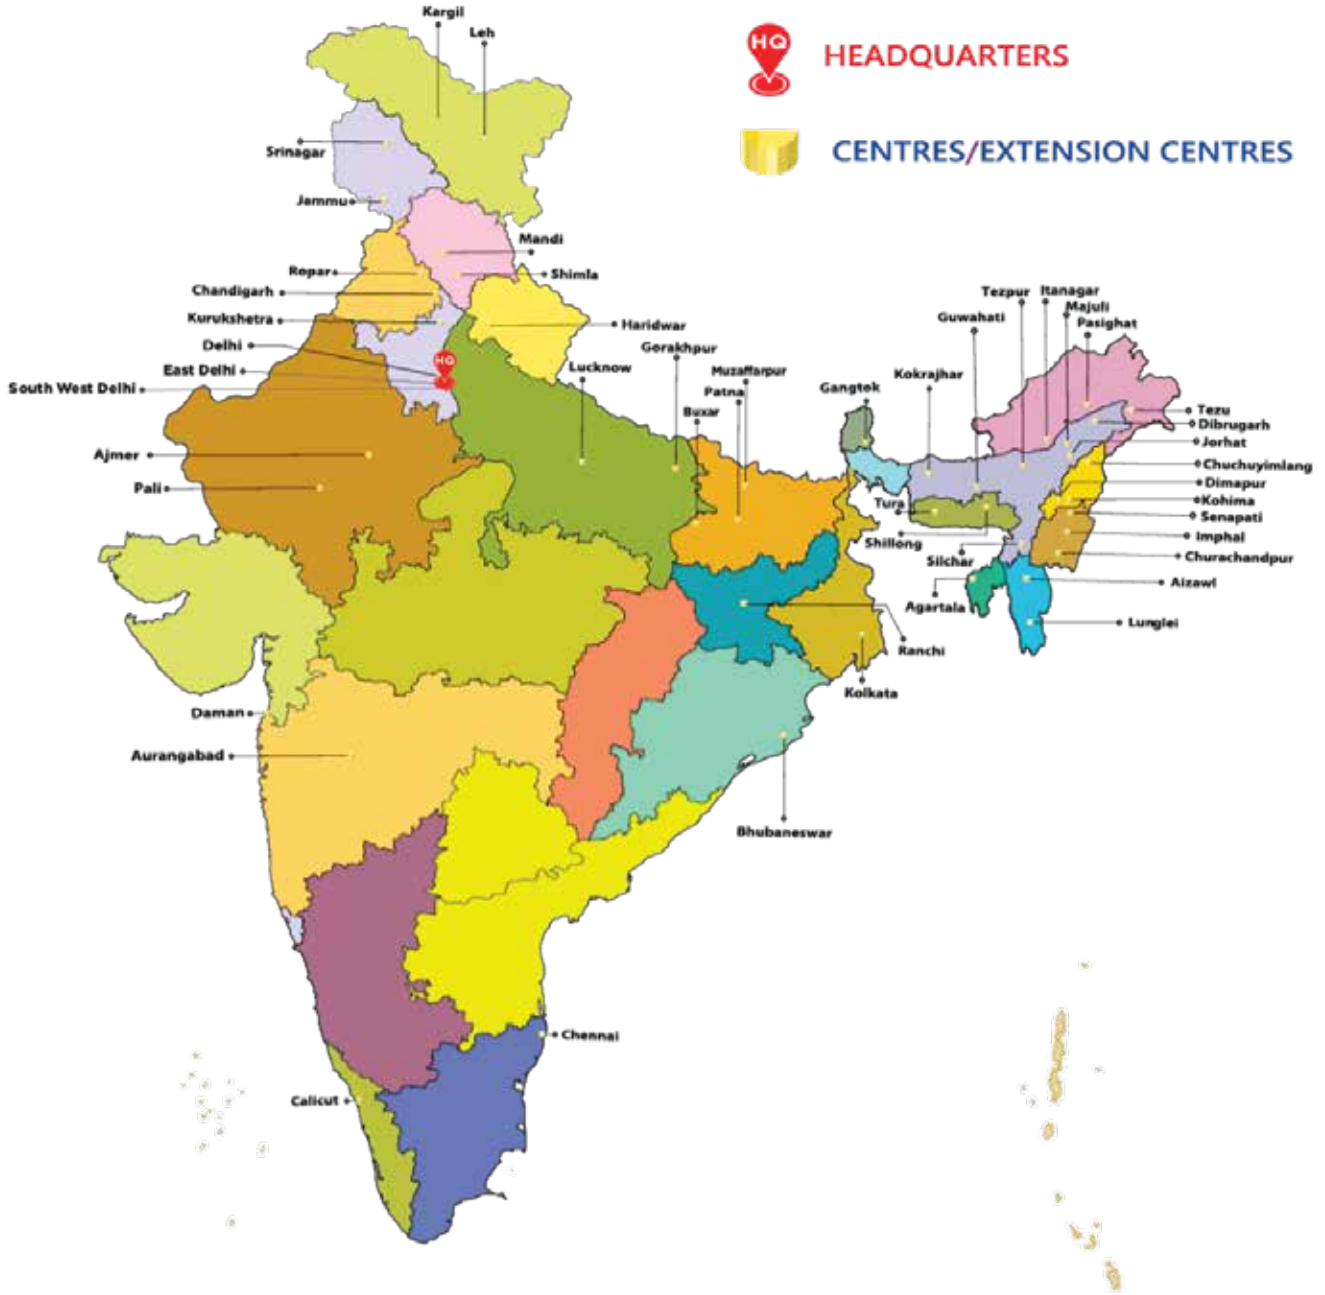 Kargil
Leh
HQ
HEADQUARTERS
CENTRES/EXTENSION CENTRES
Srinagar
Jammu
Mandi
Ropar
Shimla
Chandigarh
Kurukshetra
Haridwar
Delhi
HQ
East Delhi
South West Delhi
Lucknow
Gorakhpur
Muzaffarpur
Patna
Buxar
Gangtok
Kokrajhar
Guwahati
Tezpur
Itanagar
Majuli
Pasighat
Tezu
Dibrugarh
Jorhat
Chuchuyimlang
Dimapur
Kohima
Senapati
Imphal
Churachandpur
Aizawl
Lunglei
Ajmer
Pali
Tura
Shillong
Silchar
Agartala
Ranchi
Kolkata
Daman
Aurangabad
Bhubaneswar
Chennai
Calicut